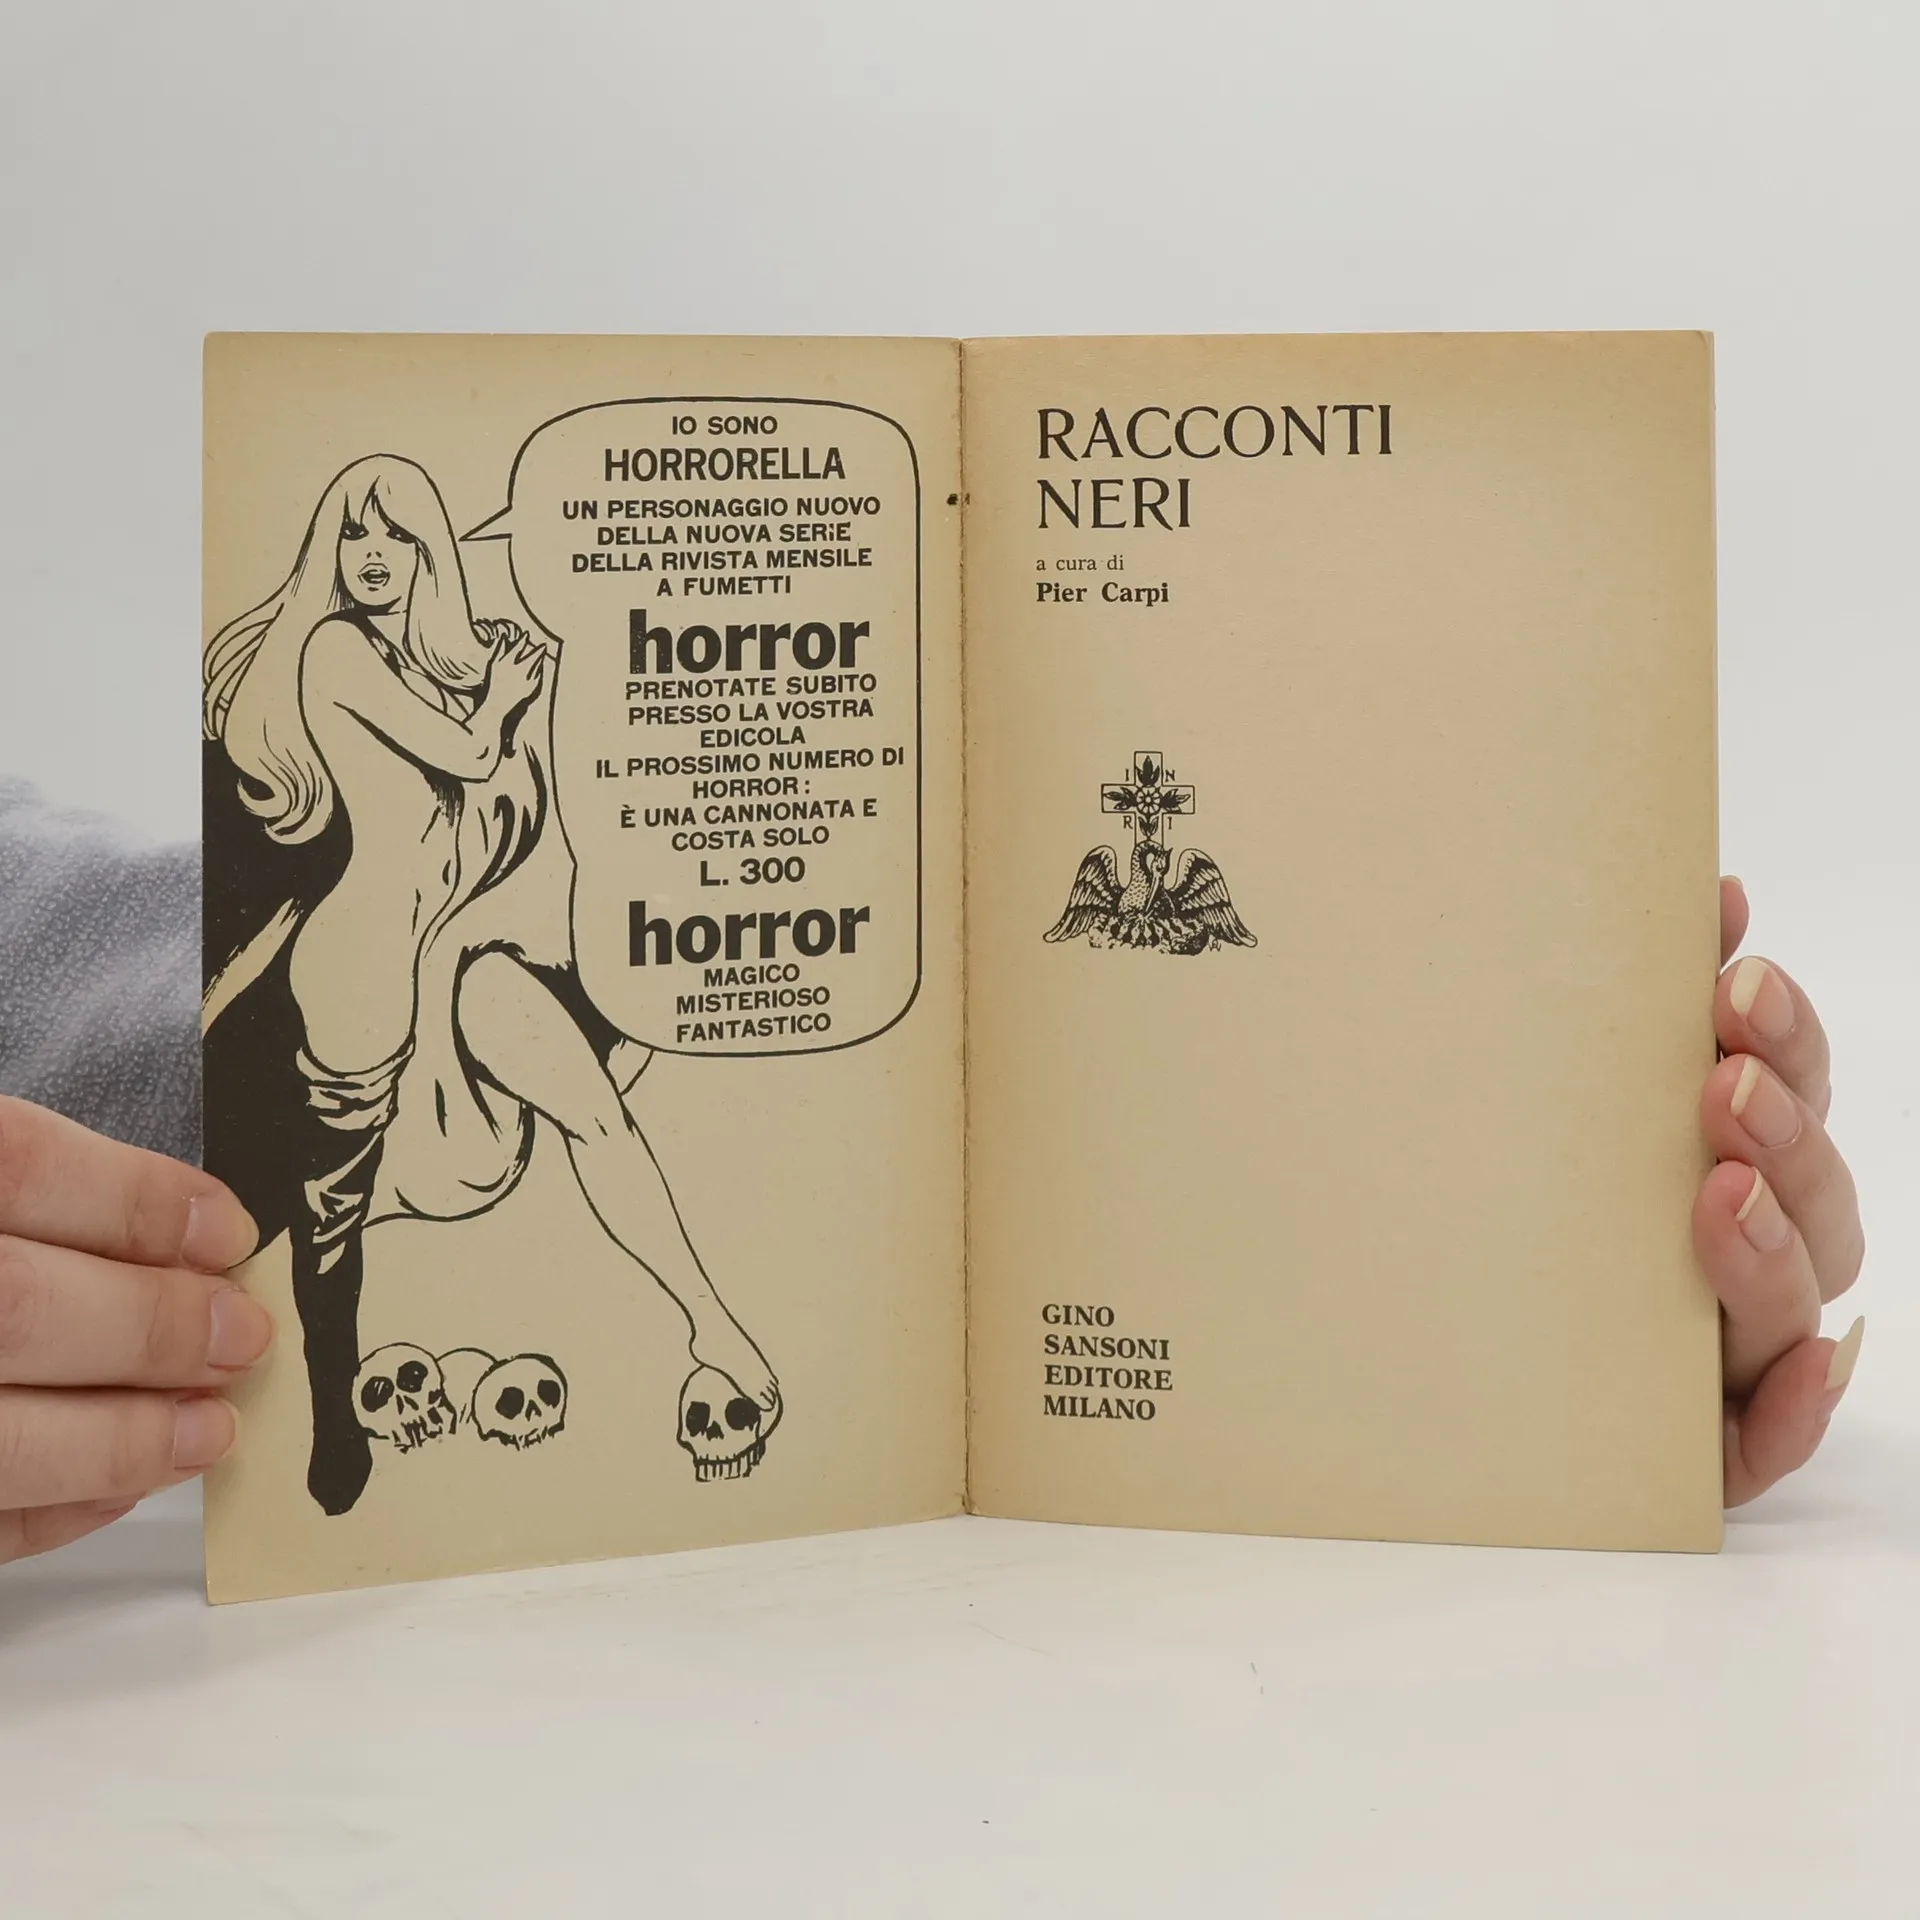 IO SONO
HORRORELLA
UN PERSONAGGIO NUOVO
DELLA NUOVA SERIE
DELLA RIVISTA MENSILE
A FUMETTI
horror
PRENOTATE SUBITO
PRESSO LA VOSTRA
EDICOLA
IL PROSSIMO NUMERO DI
HORROR:
È UNA CANNONATA E
COSTA SOLO
L. 300
horror
MAGICO
MISTERIOSO
FANTASTICO
RACCONTI
NERI
a cura di
Pier Carpi
I N
R I
GINO
SANSONI
EDITORE
MILANO